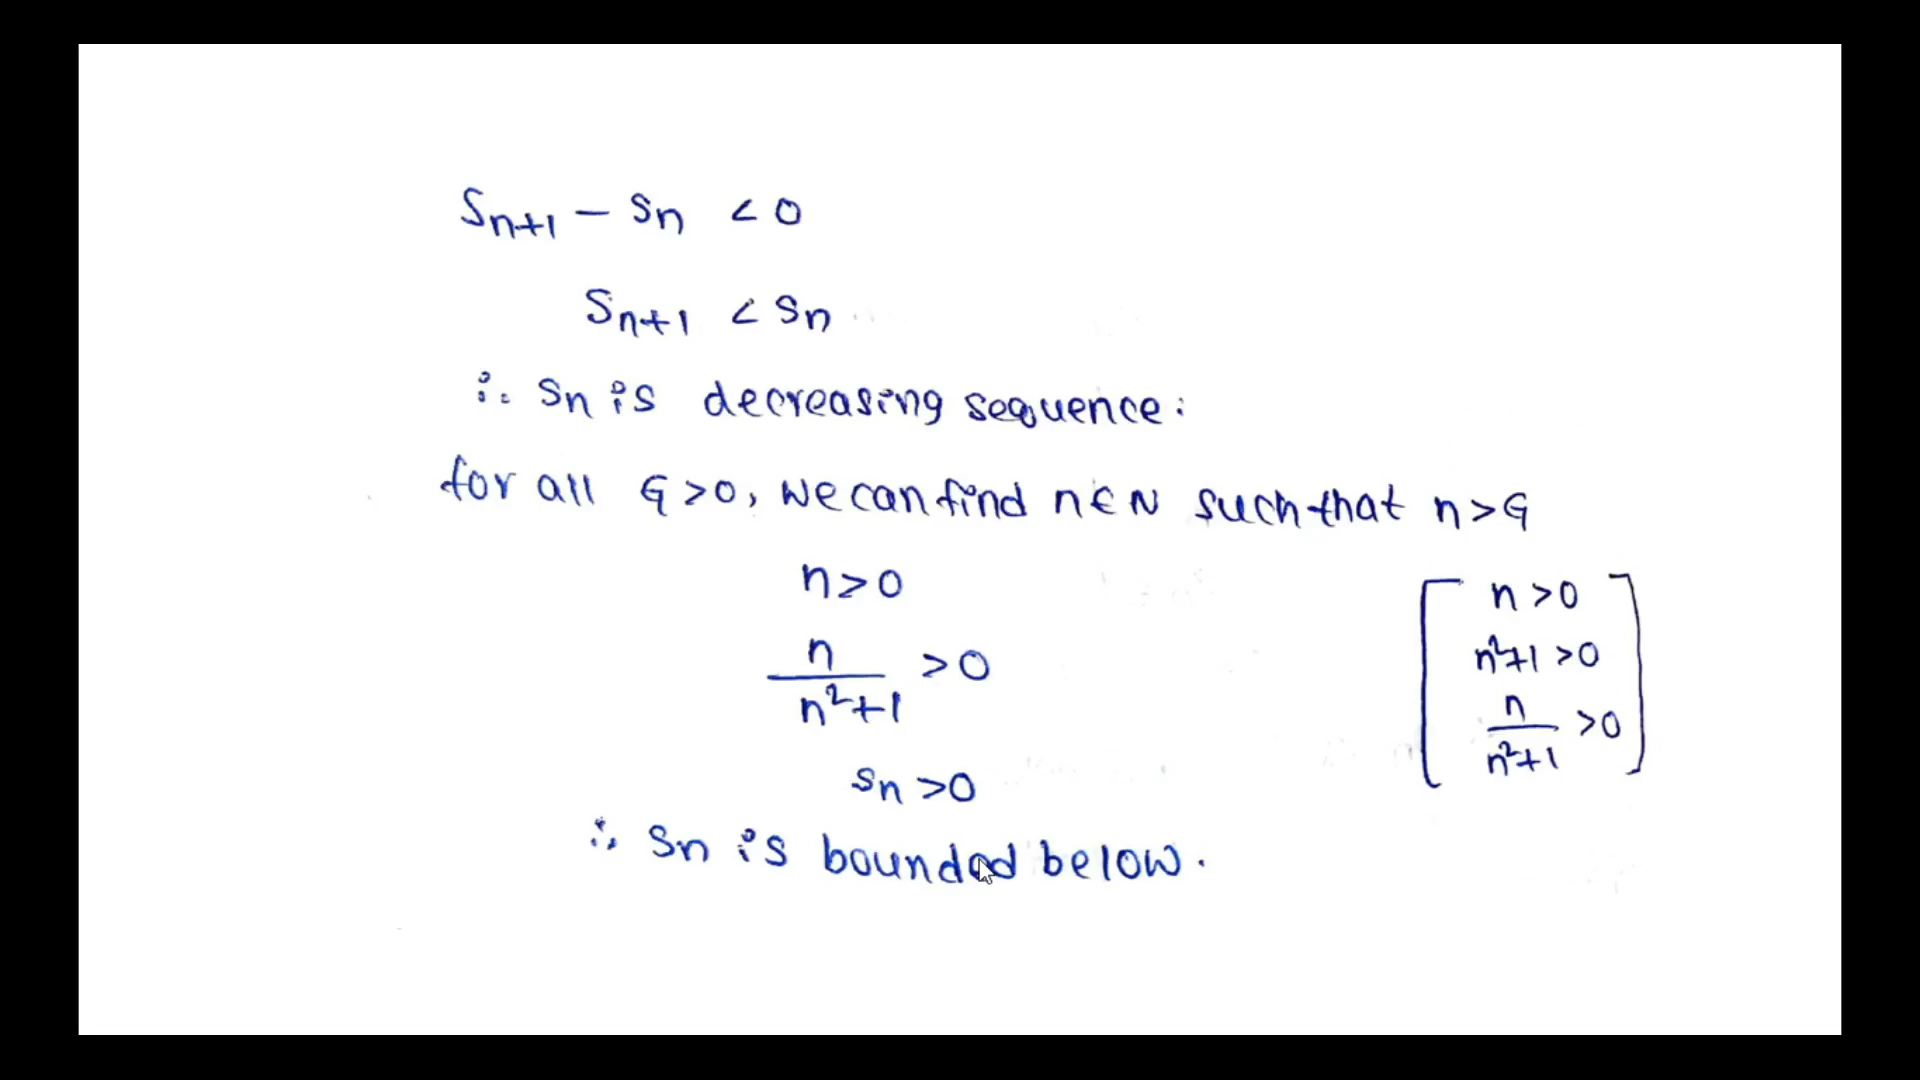 Sn+1 − Sn < 0
Sn+1 < Sn
∴ Sn is decreasing sequence.
for all G > 0, we can find n ∈ N such that n > G
n > 0
n/(n²+1) > 0
Sn > 0
∴ Sn is bounded below.
n > 0
n²+1 > 0
n/(n²+1) > 0